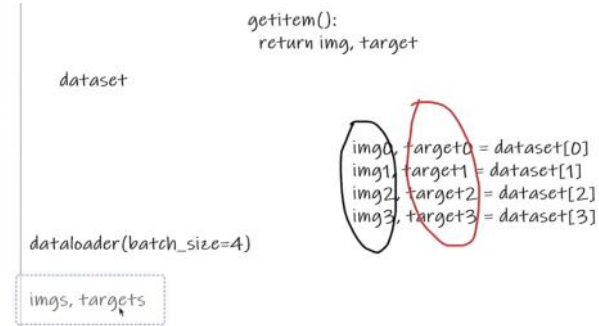 getitem():
return img, target
dataset
img0, target0 = dataset[0]
img1, target1 = dataset[1]
img2, target2 = dataset[2]
img3, target3 = dataset[3]
dataloader(batch_size=4)
imgs, targets